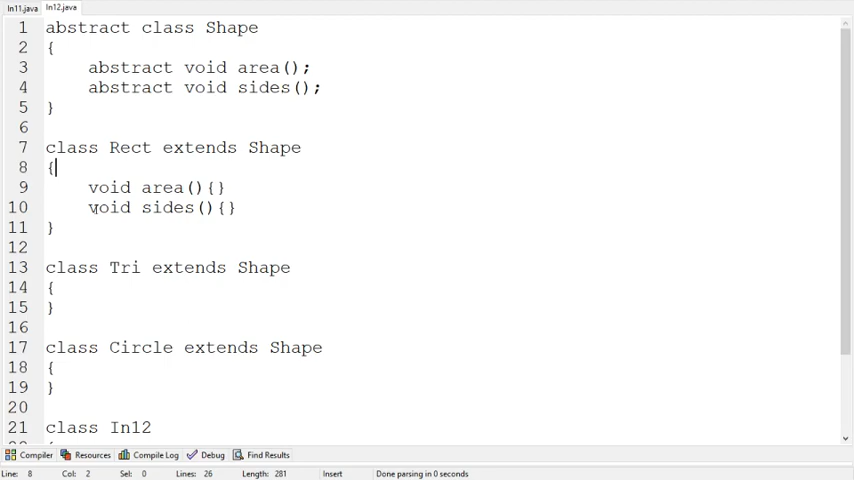 In11.java In12.java
1 abstract class Shape
2 {
3 abstract void area();
4 abstract void sides();
5 }
6
7 class Rect extends Shape
8 {
9 void area(){}
10 void sides(){}
11 }
12
13 class Tri extends Shape
14 {
15 }
16
17 class Circle extends Shape
18 {
19 }
20
21 class In12
Compiler Resources Compile Log Debug Find Results
Line: 8 Col: 2 Sel: 0 Lines: 26 Length: 281 Insert Done parsing in 0 seconds